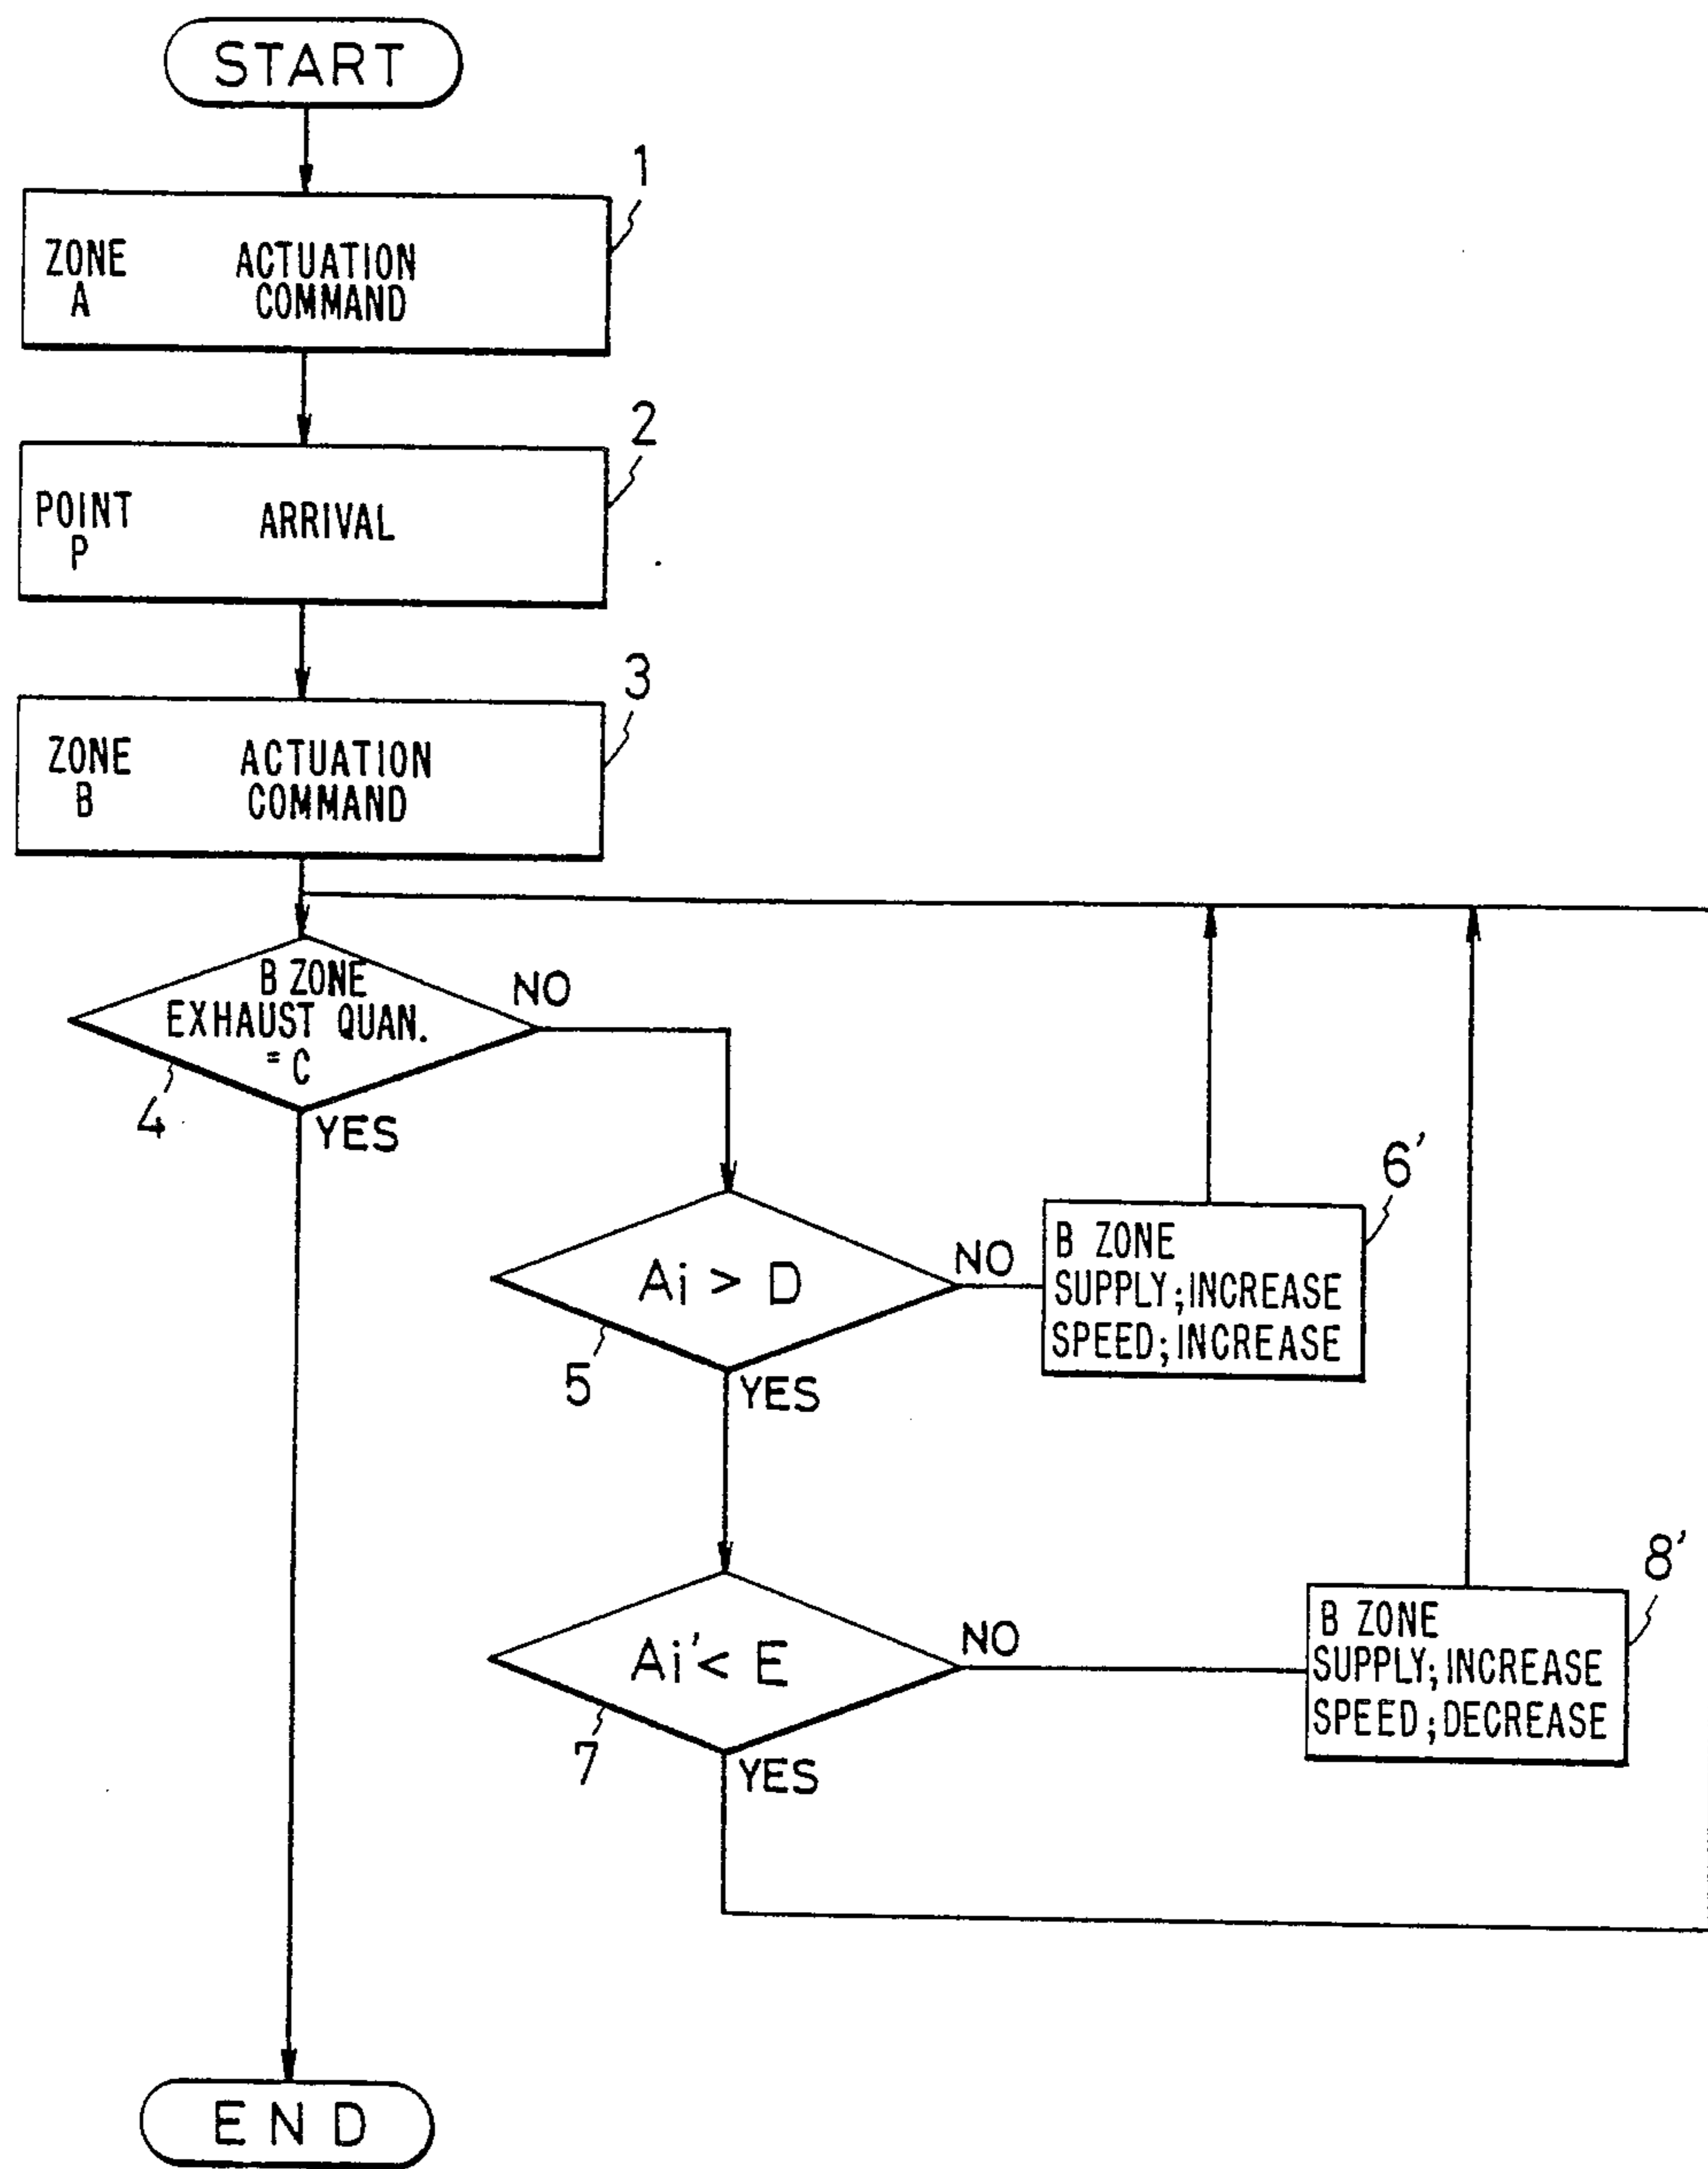 START
1
ZONE
A
ACTUATION
COMMAND
2
POINT
P
ARRIVAL
3
ZONE
B
ACTUATION
COMMAND
B ZONE
EXHAUST QUAN.
= C
NO
4
YES
Ai > D
NO
5
YES
6'
B ZONE
SUPPLY;INCREASE
SPEED;INCREASE
Ai'< E
NO
7
YES
8'
B ZONE
SUPPLY;INCREASE
SPEED;DECREASE
END